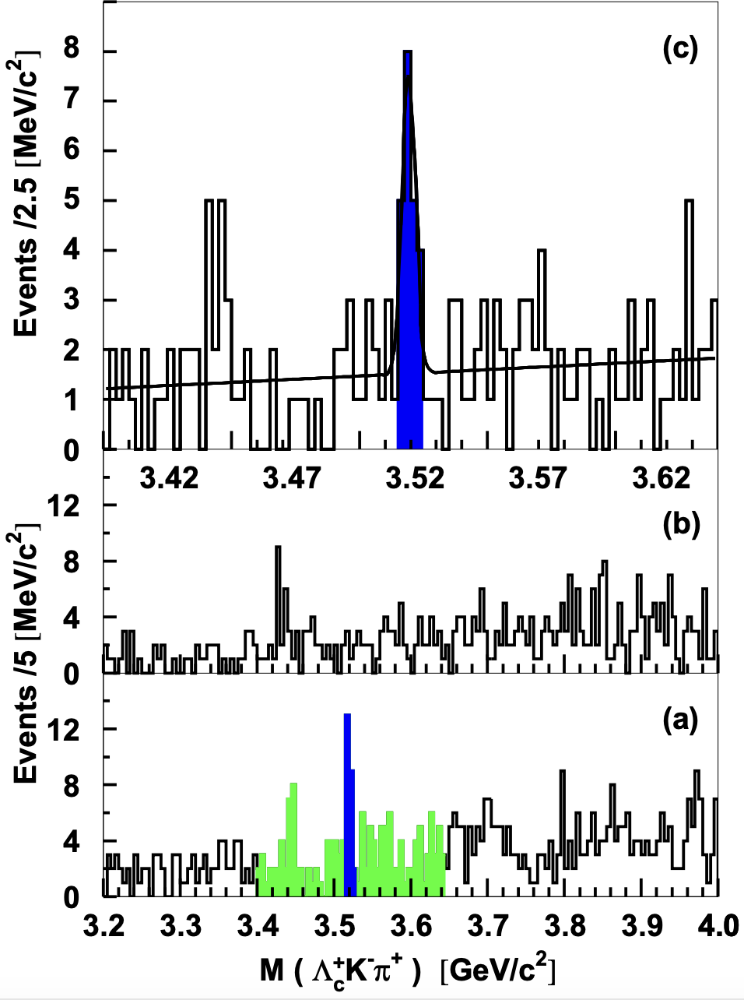 (c)
Events /2.5 [MeV/c²]
8
7
6
5
4
3
2
1
0
3.42 3.47 3.52 3.57 3.62
(b)
Events /5 [MeV/c²]
12
8
4
0
(a)
12
8
4
0
3.2 3.3 3.4 3.5 3.6 3.7 3.8 3.9 4.0
M ( Λc⁺K⁻π⁺ ) [GeV/c²]